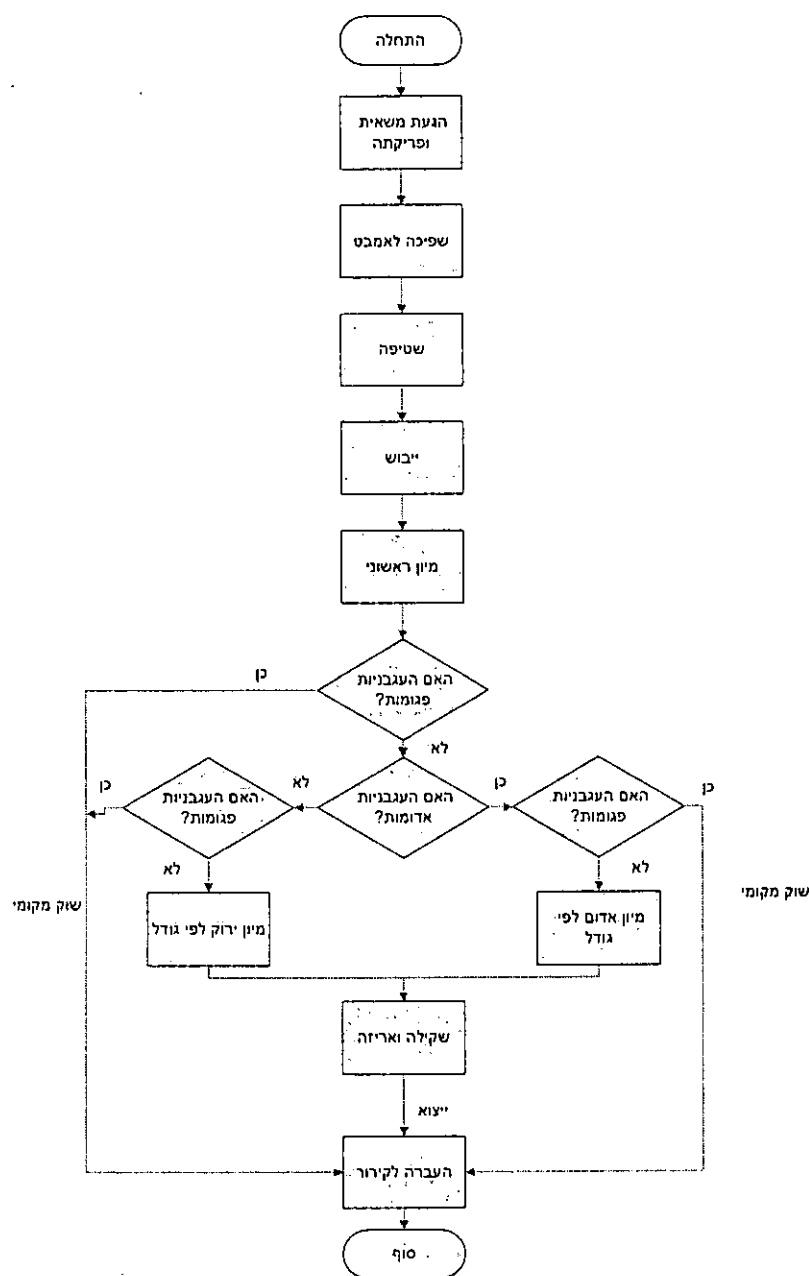 התחלה
הגעת משאית
ופריקתה
שפיכה לאמבט
שטיפה
ייבוש
מיון ראשוני
האם העגבניות
פגומות?
כן
לא
האם העגבניות
אדומות?
כן
לא
האם העגבניות
פגומות?
כן
לא
האם העגבניות
פגומות?
כן
לא
שוק מקומי
מיון אדום לפי
גודל
מיון ירוק לפי גודל
שוק מקומי
שקילה ואריזה
ייצוא
העברה לקירור
סוף